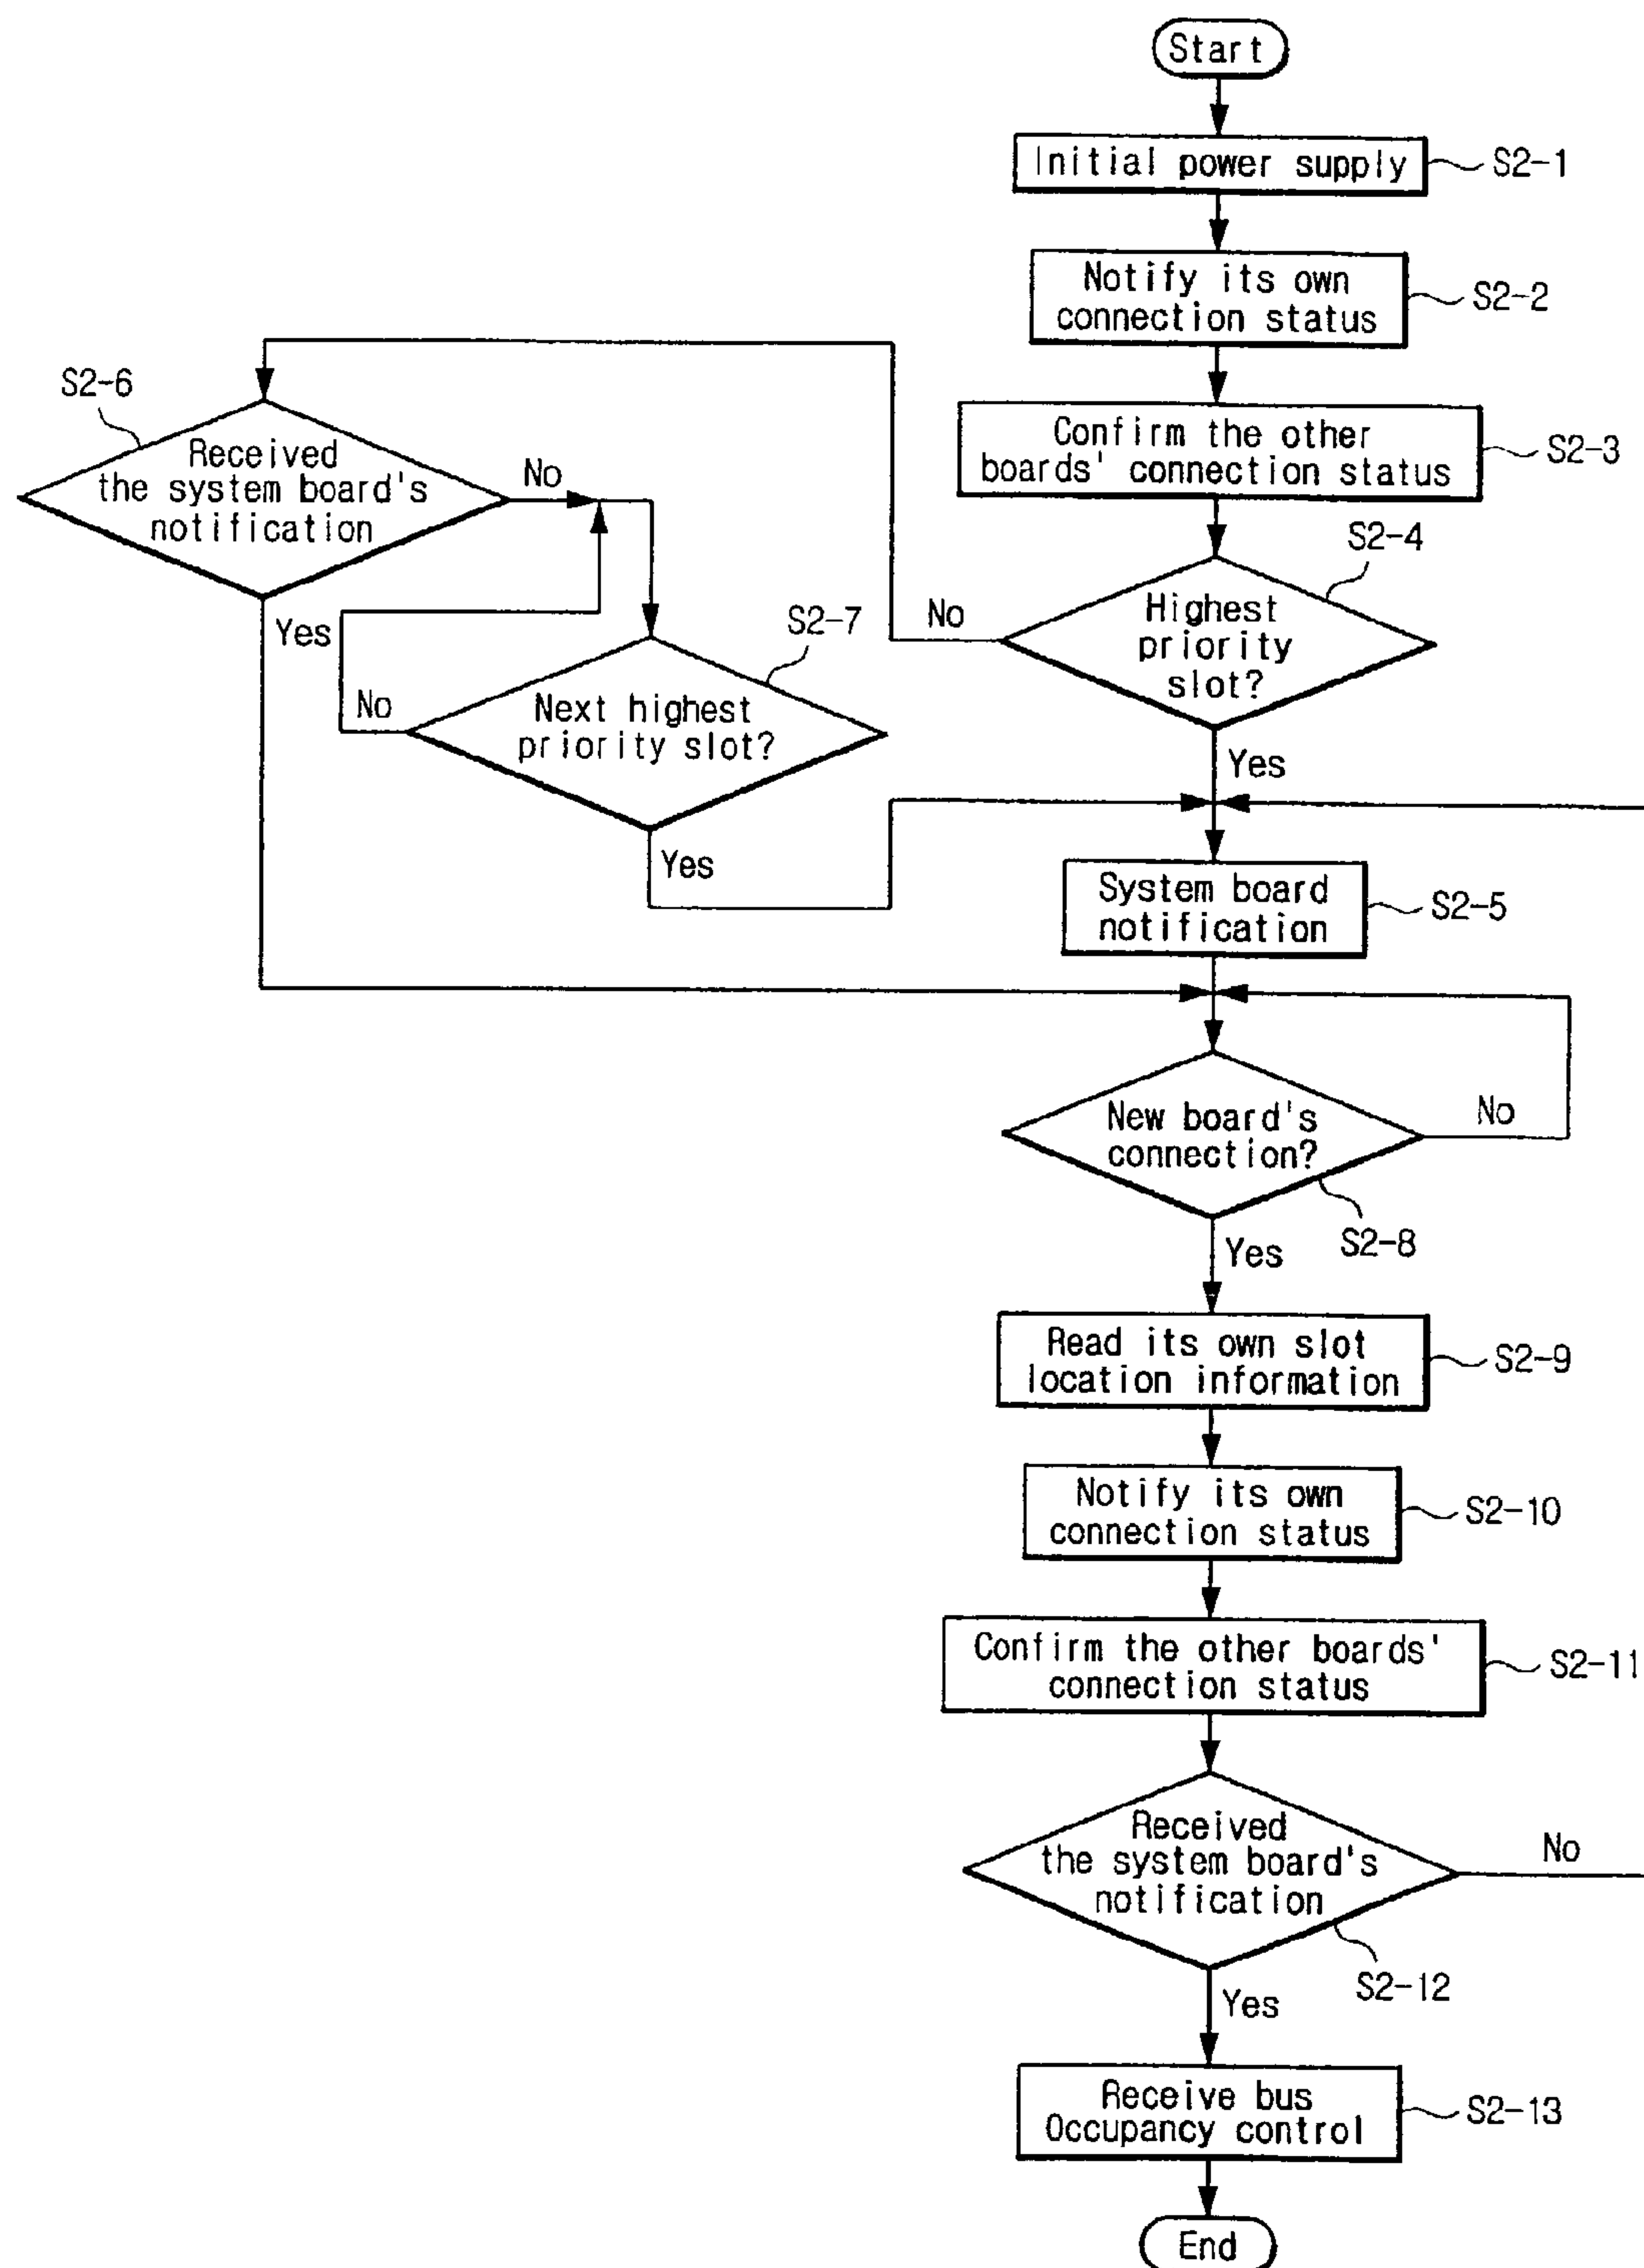 Start
Initial power supply
S2-1
Notify its own
connection status
S2-2
Confirm the other
boards' connection status
S2-3
S2-4
Highest
priority
slot?
No
Yes
S2-6
Received
the system board's
notification
No
Yes
S2-7
Next highest
priority slot?
No
Yes
System board
notification
S2-5
New board's
connection?
No
S2-8
Yes
Read its own slot
location information
S2-9
Notify its own
connection status
S2-10
Confirm the other boards'
connection status
S2-11
Received
the system board's
notification
No
S2-12
Yes
Receive bus
Occupancy control
S2-13
End